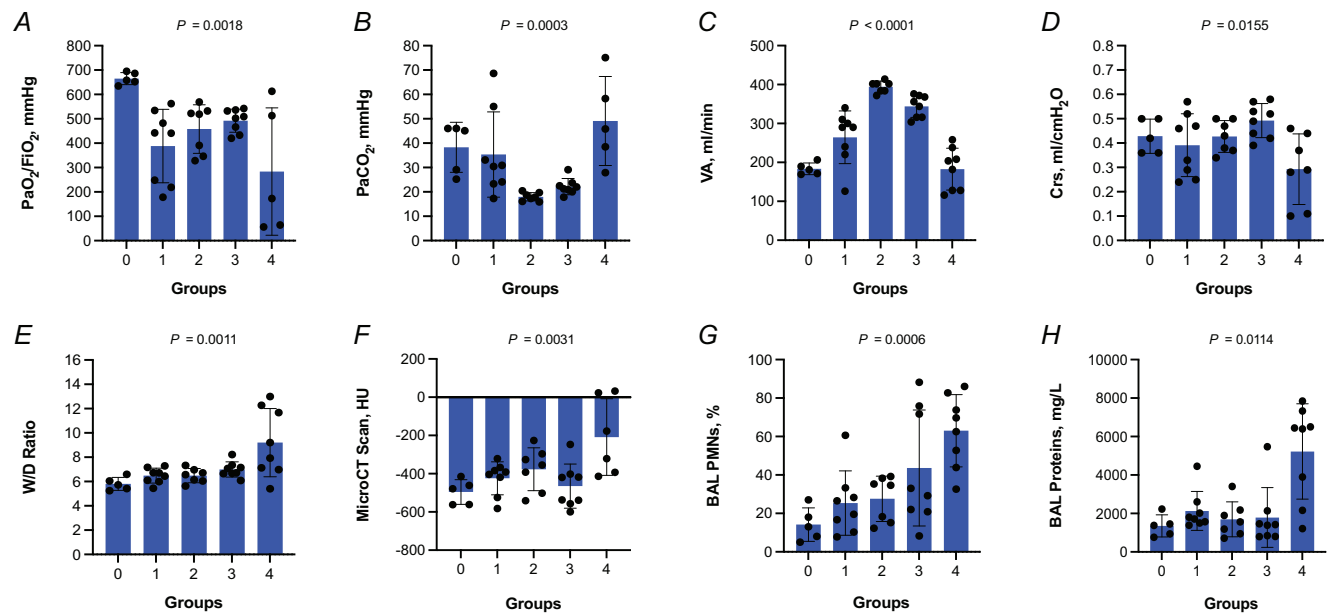 A
P = 0.0018
PaO2/FiO2, mmHg
800
700
600
500
400
300
200
100
0
0 1 2 3 4
Groups
B
P = 0.0003
PaCO2, mmHg
80
60
40
20
0
0 1 2 3 4
Groups
C
P < 0.0001
VA, ml/min
500
400
300
200
100
0
0 1 2 3 4
Groups
D
P = 0.0155
Crs, ml/cmH2O
0.8
0.7
0.6
0.5
0.4
0.3
0.2
0.1
0.0
0 1 2 3 4
Groups
E
P = 0.0011
W/D Ratio
16
14
12
10
8
6
4
2
0
0 1 2 3 4
Groups
F
P = 0.0031
MicroCT Scan, HU
200
0
-200
-400
-600
-800
0 1 2 3 4
Groups
G
P = 0.0006
BAL PMNs, %
100
80
60
40
20
0
0 1 2 3 4
Groups
H
P = 0.0114
BAL Proteins, mg/L
10000
8000
6000
4000
2000
0
0 1 2 3 4
Groups